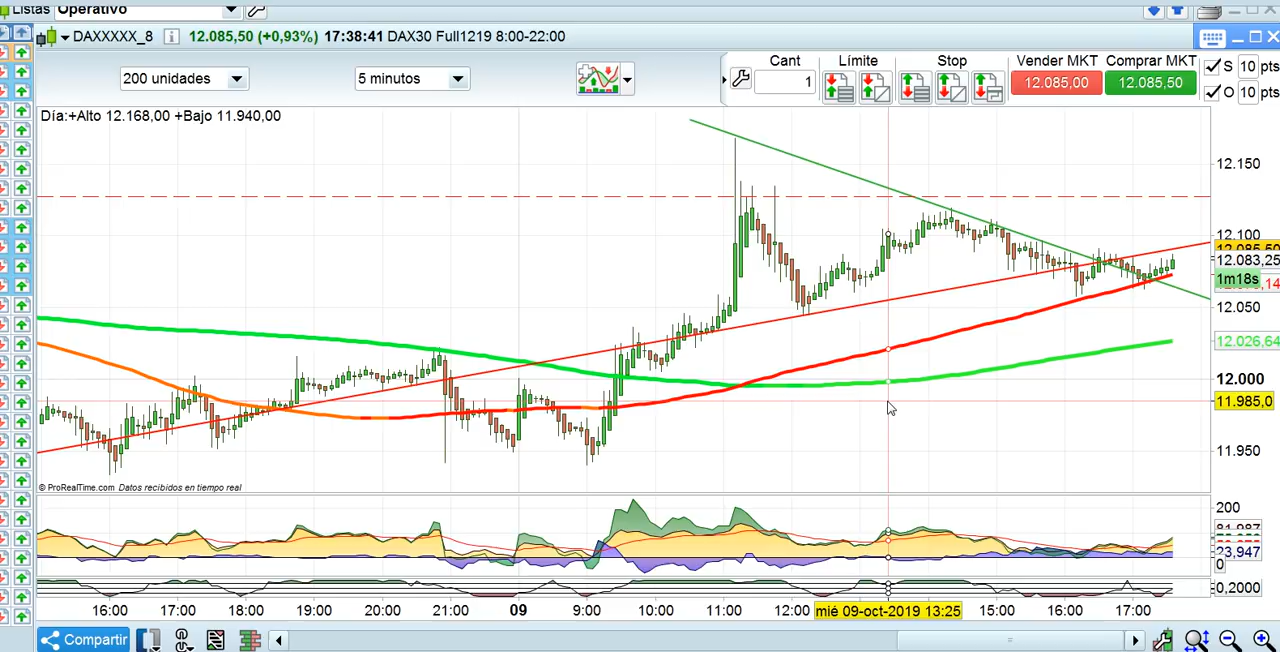 Listas Operativo
DAXXXXX_8 12.085,50 (+0,93%) 17:38:41 DAX30 Full1219 8:00-22:00
200 unidades 5 minutos
Cant Límite Stop Vender MKT Comprar MKT
1 12.085,00 12.085,50
S 10 pts
O 10 pts
Día:+Alto 12.168,00 +Bajo 11.940,00
12.150
12.100
12.085,50
12.083,25
1m18s
12.050
12.026,64
12.000
11.985,0
11.950
© ProRealTime.com Datos recibidos en tiempo real
200
23,947
0
0.2000
16:00 17:00 18:00 19:00 20:00 21:00 09 9:00 10:00 11:00 12:00 mié 09-oct-2019 13:25 15:00 16:00 17:00
Compartir